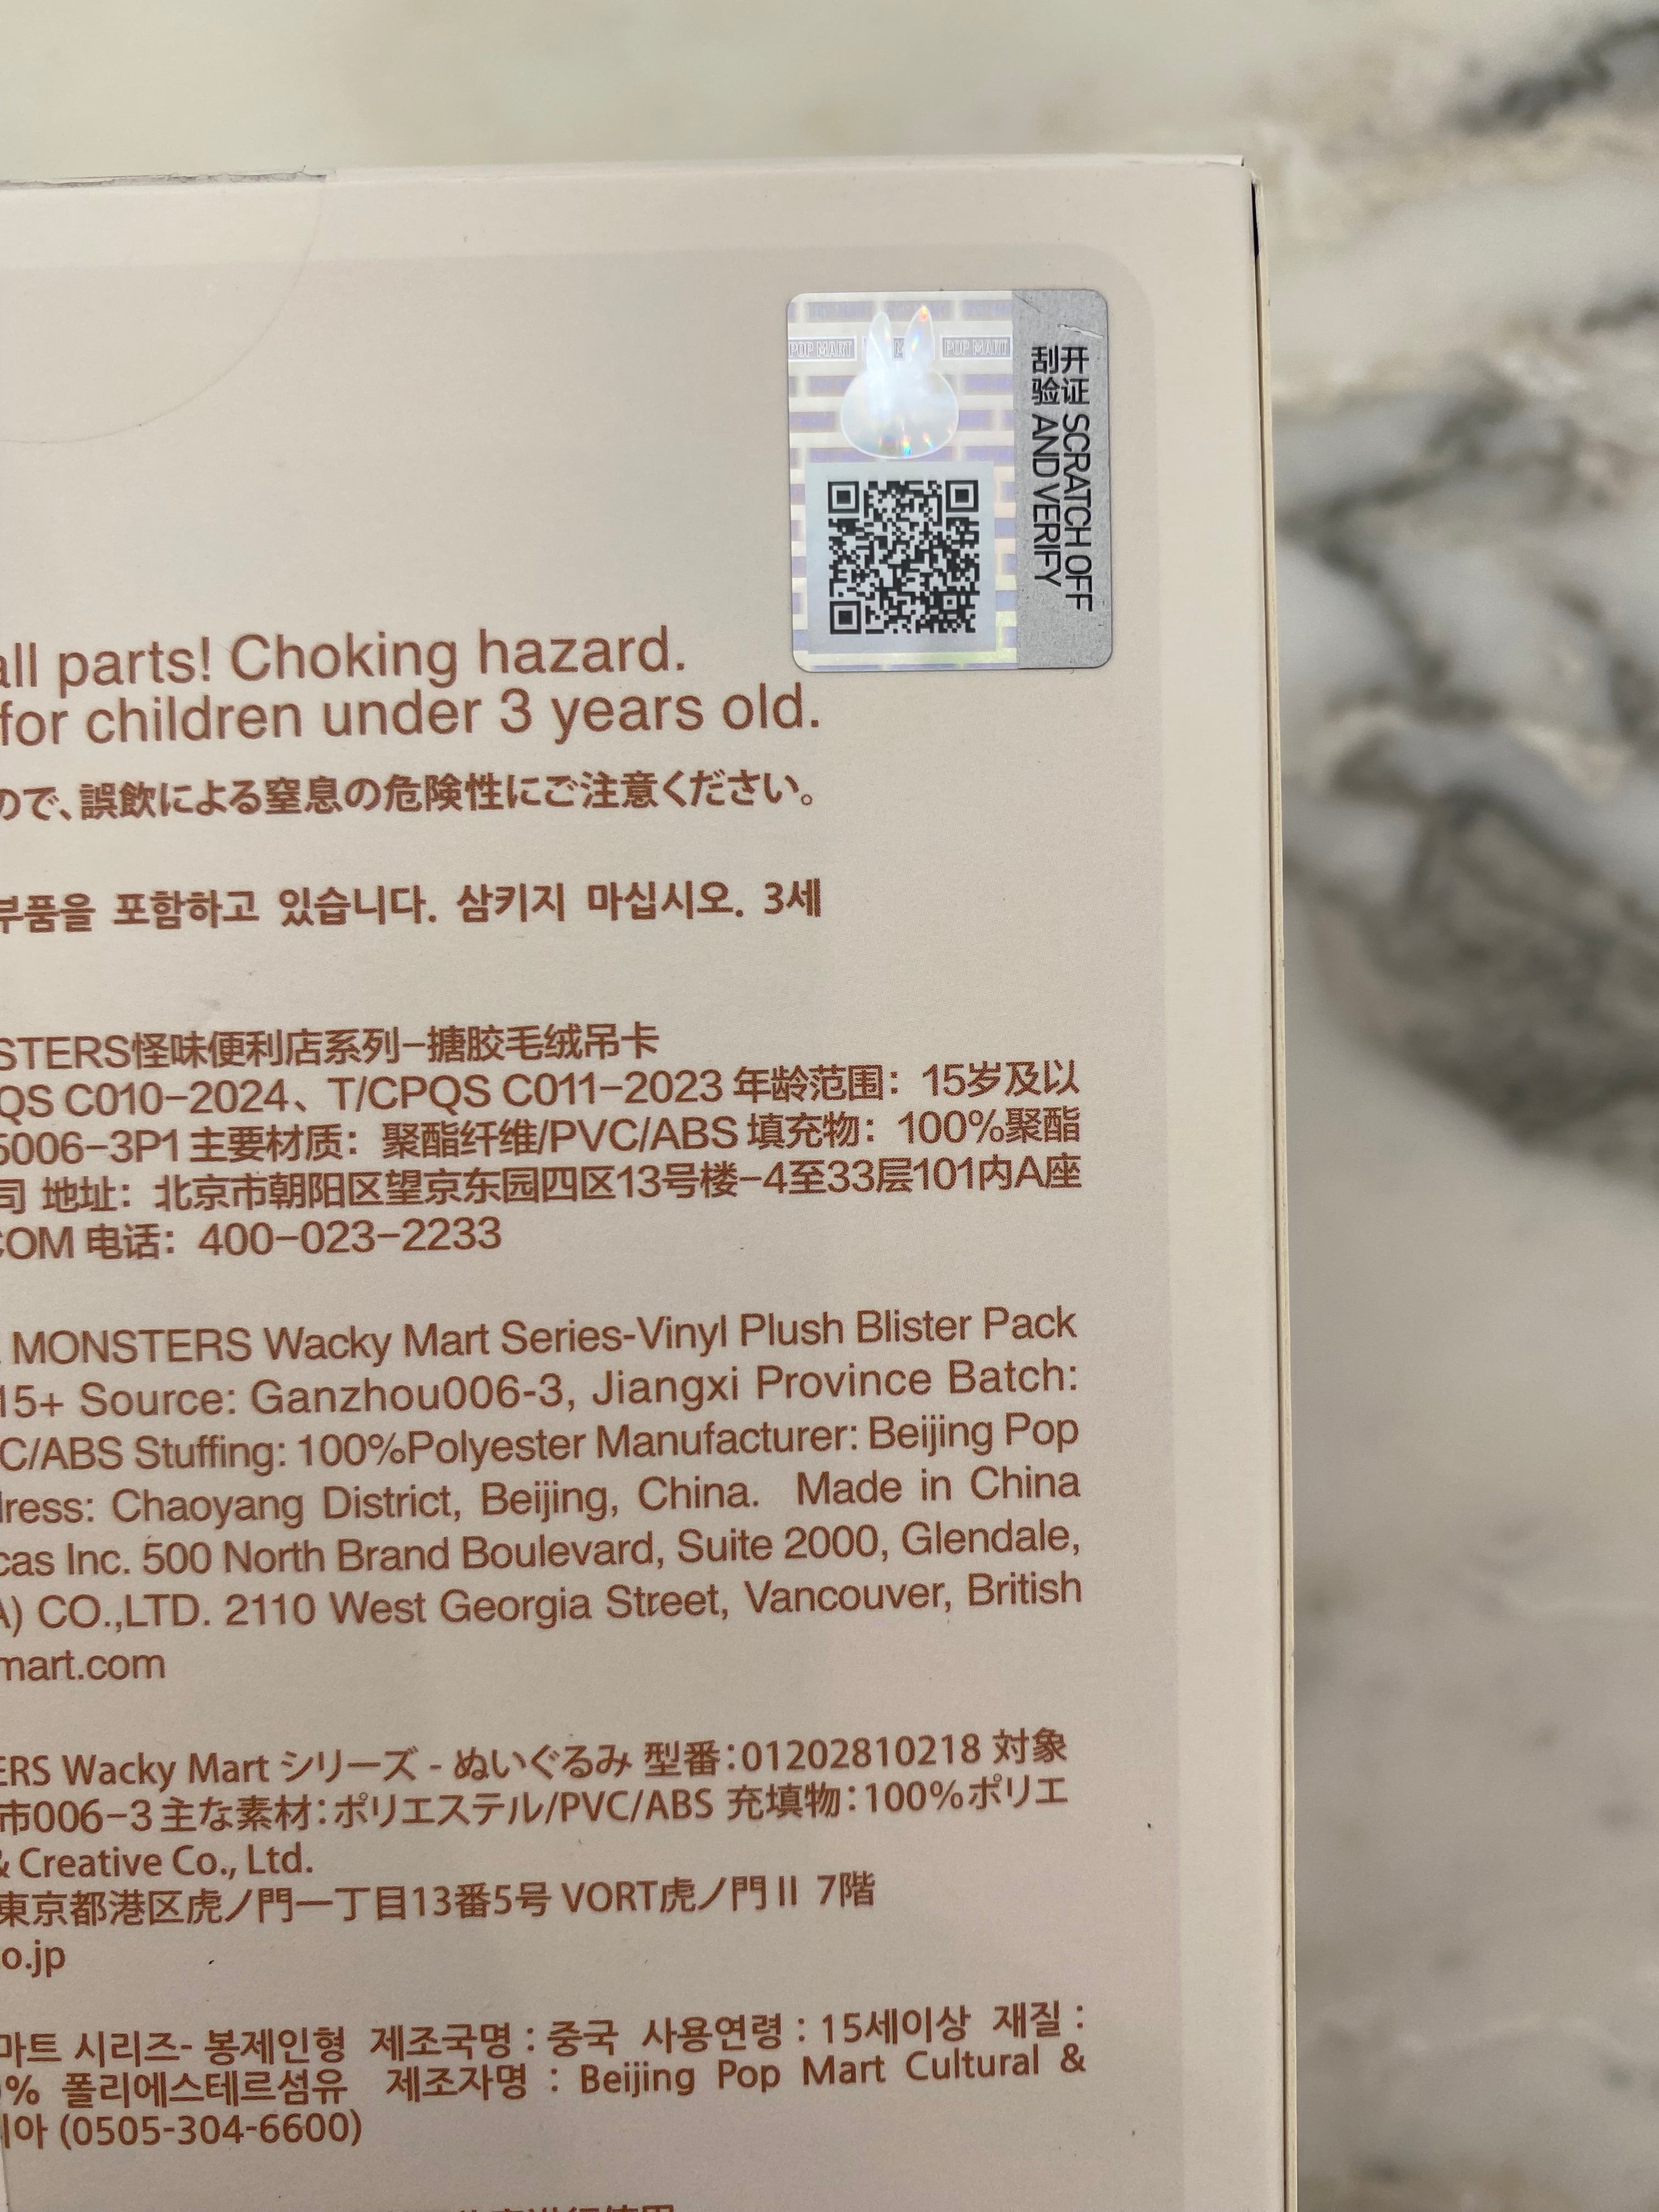 POP MART
POP MART
开证 SCRATCH OFF
刮验 AND VERIFY
all parts! Choking hazard.
for children under 3 years old.
ので、誤飲による窒息の危険性にご注意ください。
부품을 포함하고 있습니다. 삼키지 마십시오. 3세
STERS怪味便利店系列-搪胶毛绒吊卡
QS C010-2024、T/CPQS C011-2023 年龄范围：15岁及以
5006-3P1 主要材质：聚酯纤维/PVC/ABS 填充物：100%聚酯
司 地址：北京市朝阳区望京东园四区13号楼-4至33层101内A座
COM 电话：400-023-2233
MONSTERS Wacky Mart Series-Vinyl Plush Blister Pack
15+ Source: Ganzhou006-3, Jiangxi Province Batch:
C/ABS Stuffing: 100%Polyester Manufacturer: Beijing Pop
dress: Chaoyang District, Beijing, China. Made in China
cas Inc. 500 North Brand Boulevard, Suite 2000, Glendale,
A) CO.,LTD. 2110 West Georgia Street, Vancouver, British
mart.com
ERS Wacky Mart シリーズ - ぬいぐるみ 型番：01202810218 対象
市006-3 主な素材：ポリエステル/PVC/ABS 充填物：100%ポリエ
& Creative Co., Ltd.
東京都港区虎ノ門一丁目13番5号 VORT虎ノ門II 7階
o.jp
마트 시리즈- 봉제인형 제조국명 : 중국 사용연령 : 15세이상 재질 :
% 폴리에스테르섬유 제조자명 : Beijing Pop Mart Cultural &
아 (0505-304-6600)